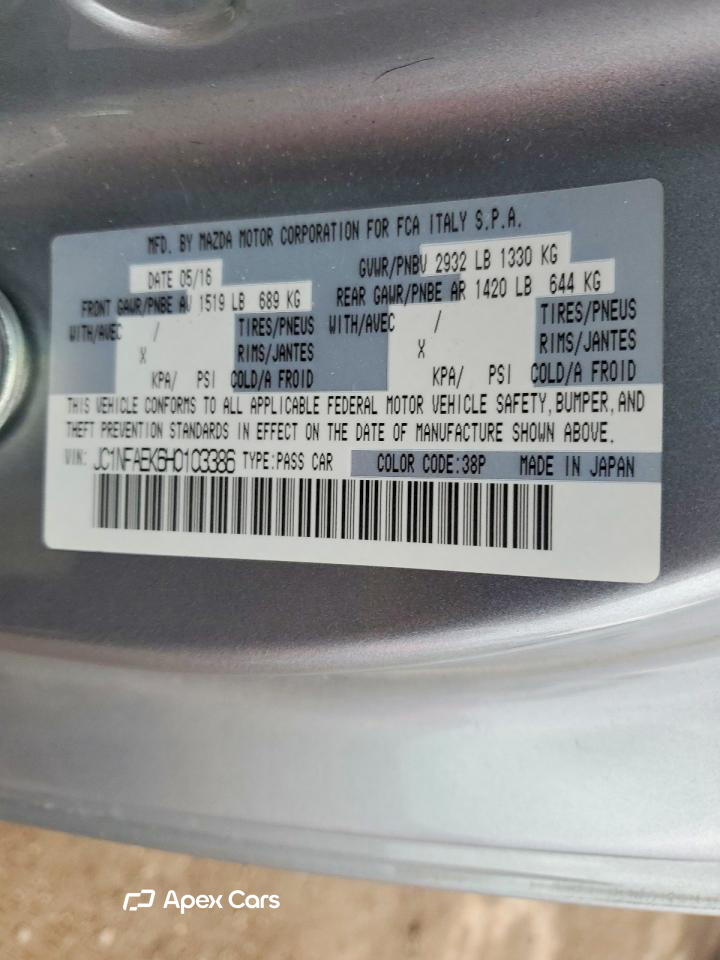 MFD. BY MAZDA MOTOR CORPORATION FOR FCA ITALY S.P.A.
DATE 05/16 GVWR/PNBV 2932 LB 1330 KG
FRONT GAWR/PNBE AV 1519 LB 689 KG REAR GAWR/PNBE AR 1420 LB 644 KG
WITH/AVEC / TIRES/PNEUS WITH/AVEC / TIRES/PNEUS
X RIMS/JANTES X RIMS/JANTES
KPA/ PSI COLD/A FROID KPA/ PSI COLD/A FROID
THIS VEHICLE CONFORMS TO ALL APPLICABLE FEDERAL MOTOR VEHICLE SAFETY, BUMPER, AND
THEFT PREVENTION STANDARDS IN EFFECT ON THE DATE OF MANUFACTURE SHOWN ABOVE.
VIN: JC1NFAEK6H0103386 TYPE:PASS CAR COLOR CODE:38P MADE IN JAPAN
Apex Cars